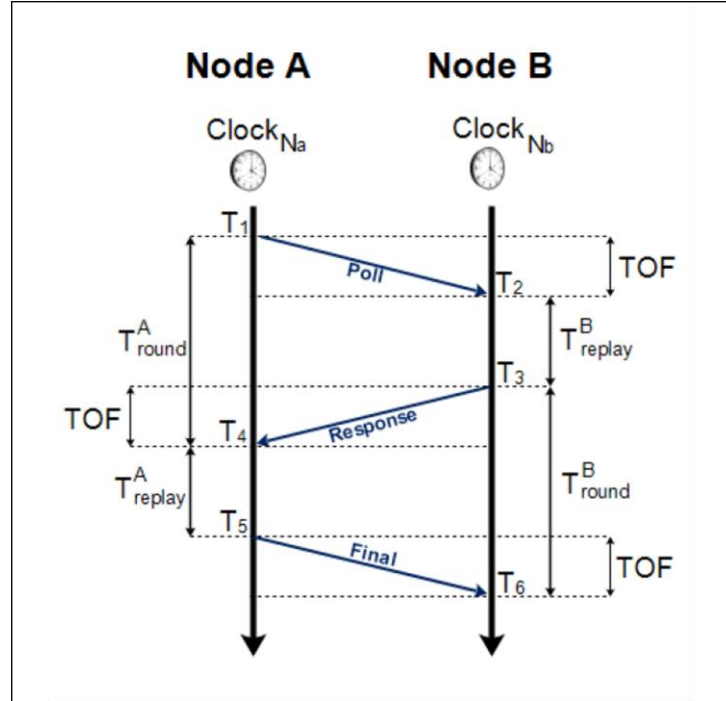 Node A
Node B
Clock Na
Clock Nb
T1
Poll
T2
TOF
T A round
T B replay
T3
TOF
Response
T4
T A replay
T B round
T5
Final
T6
TOF